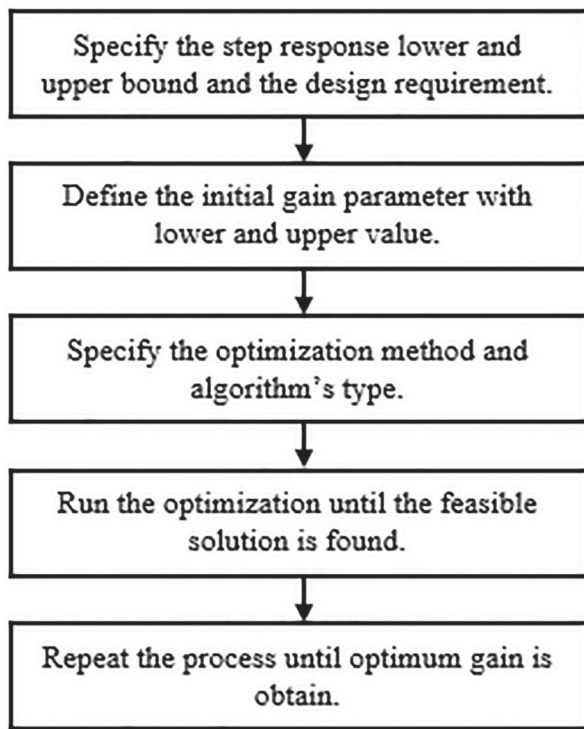 Specify the step response lower and
upper bound and the design requirement.
Define the initial gain parameter with
lower and upper value.
Specify the optimization method and
algorithm's type.
Run the optimization until the feasible
solution is found.
Repeat the process until optimum gain is
obtain.